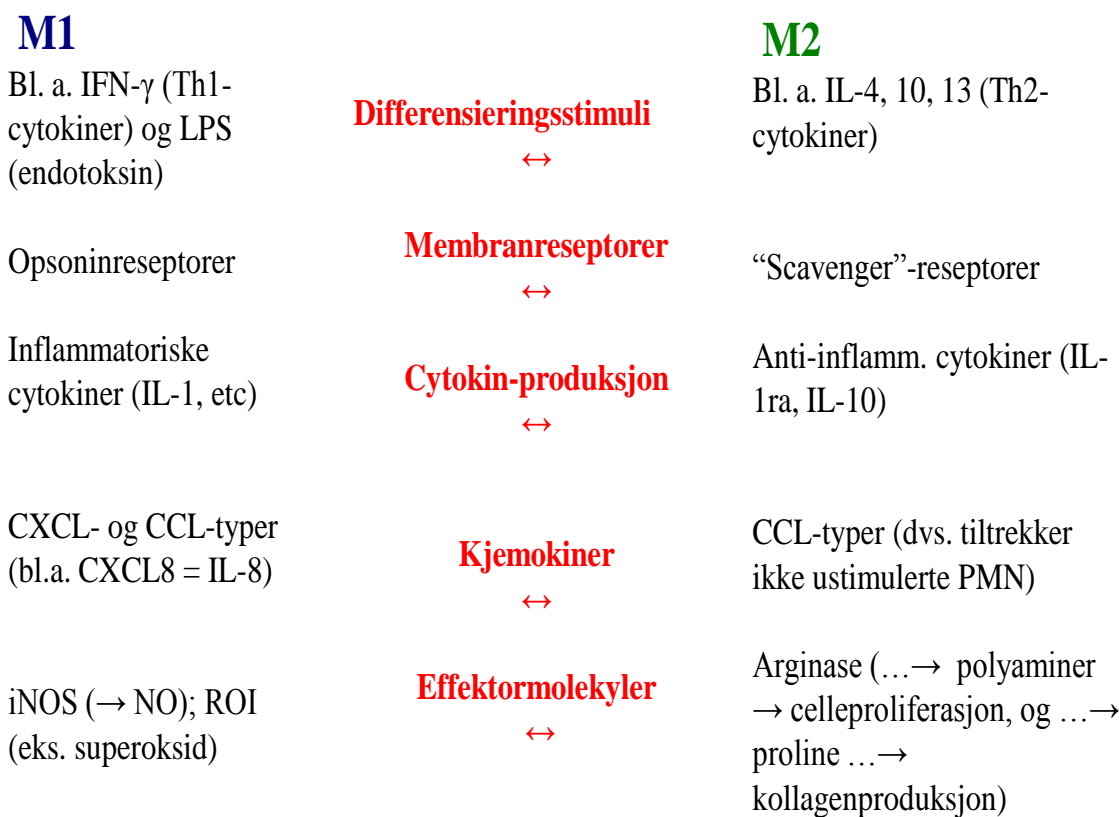 M1
M2
Bl. a. IFN-γ (Th1-
cytokiner) og LPS
(endotoksin)
Differensieringsstimuli
↔
Bl. a. IL-4, 10, 13 (Th2-
cytokiner)
Opsoninreseptorer
Membranreseptorer
↔
“Scavenger”-reseptorer
Inflammatoriske
cytokiner (IL-1, etc)
Cytokin-produksjon
↔
Anti-inflamm. cytokiner (IL-
1ra, IL-10)
CXCL- og CCL-typer
(bl.a. CXCL8 = IL-8)
Kjemokiner
↔
CCL-typer (dvs. tiltrekker
ikke ustimulerte PMN)
iNOS (→ NO); ROI
(eks. superoksid)
Effektormolekyler
↔
Arginase (…→ polyaminer
→ celleproliferasjon, og …→
proline …→
kollagenproduksjon)